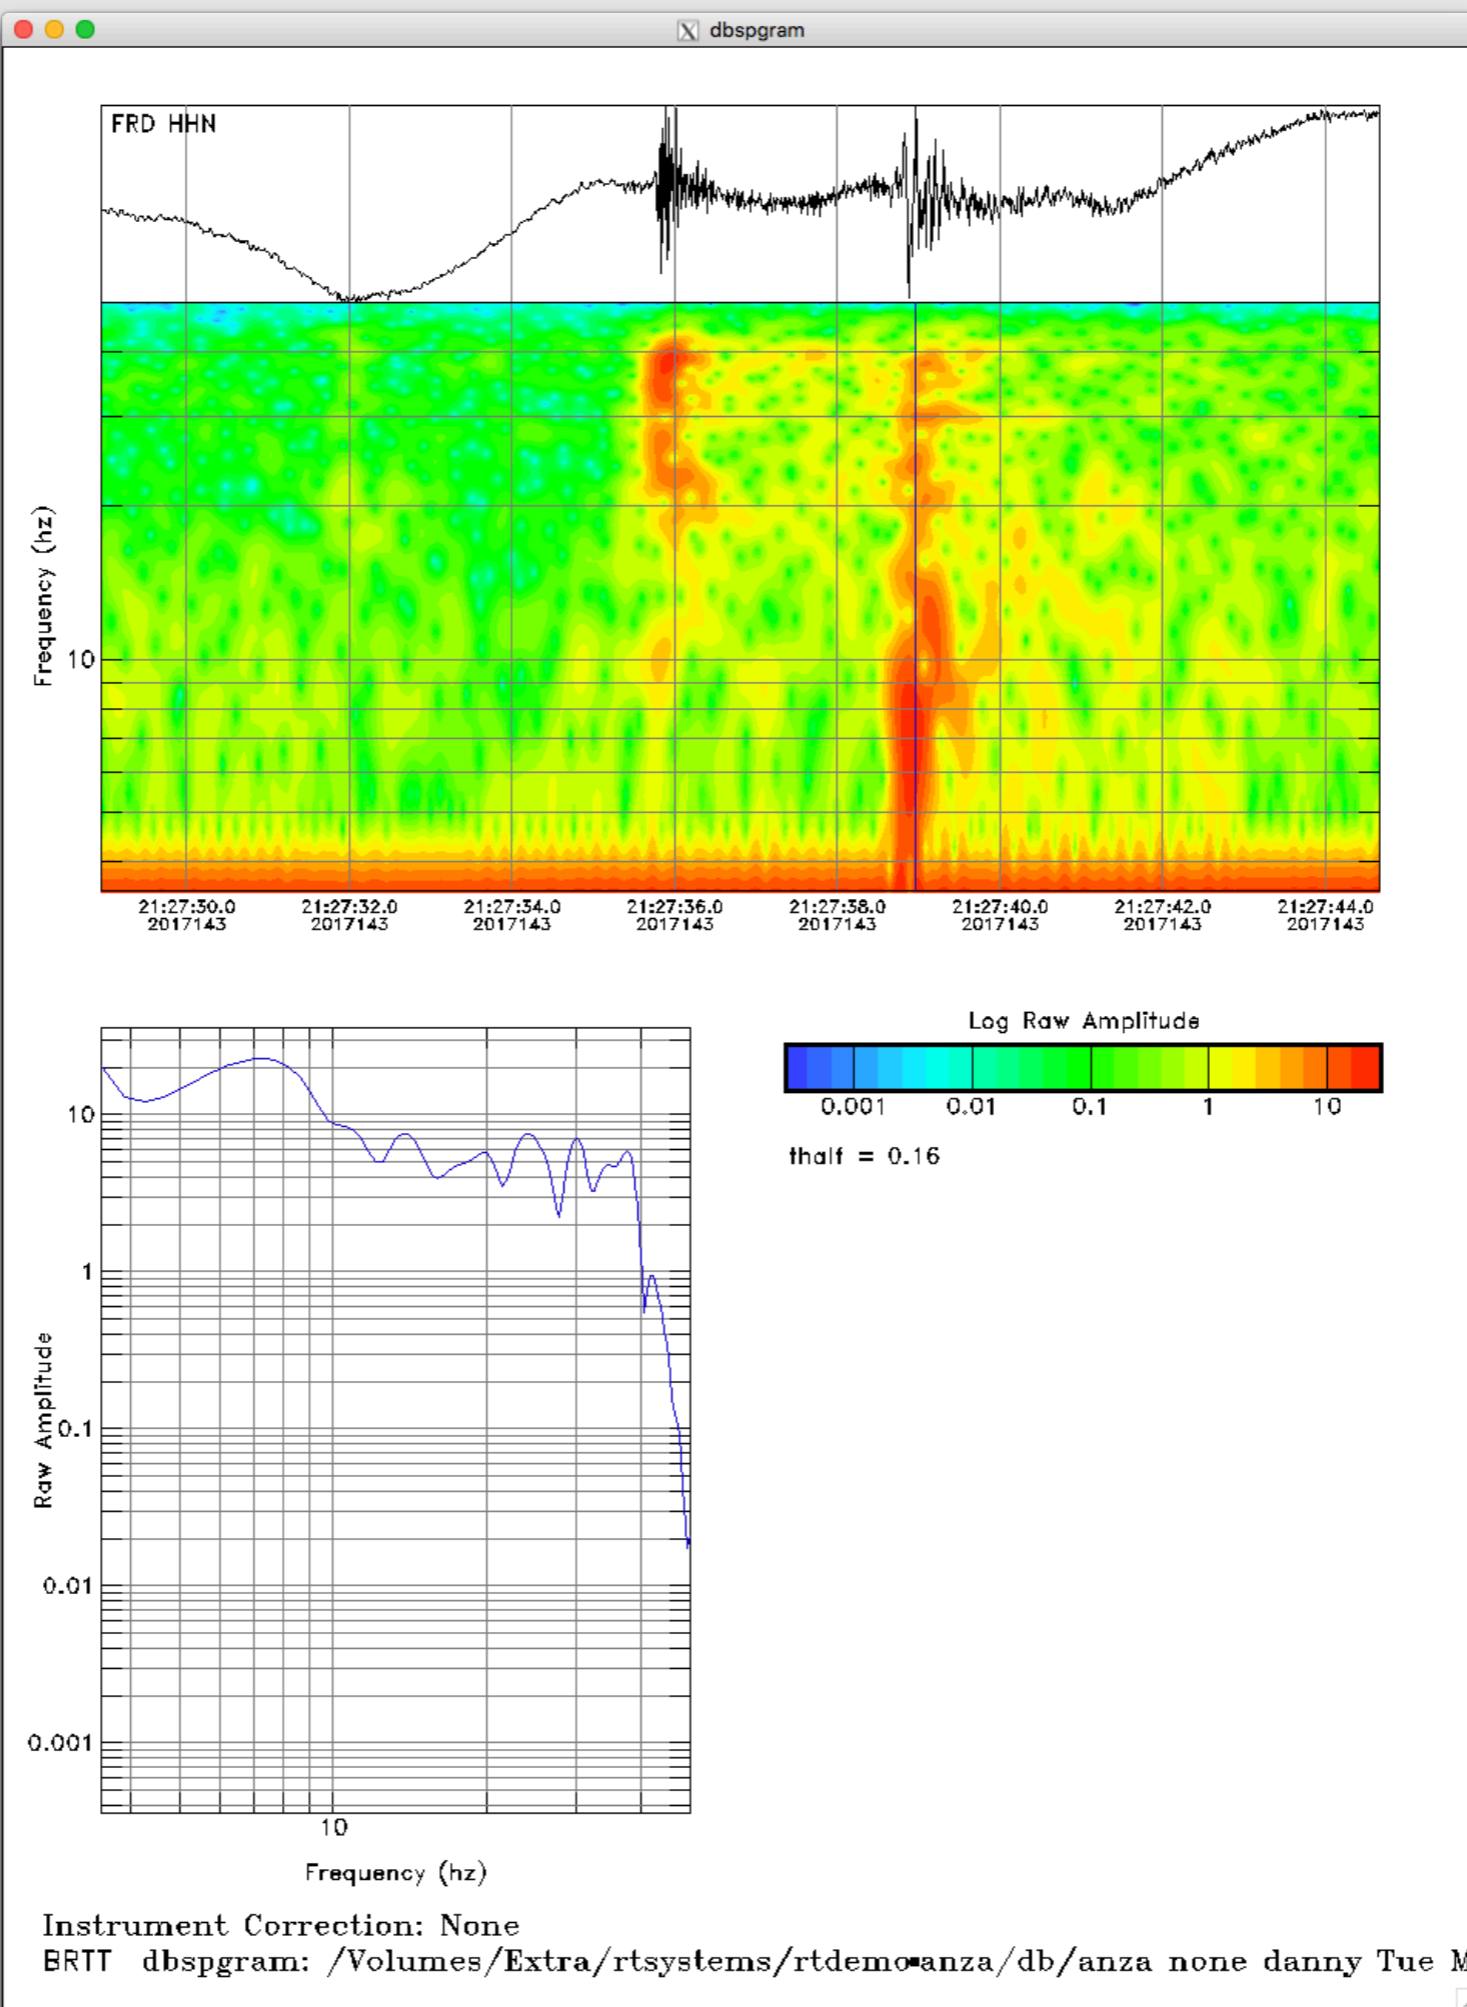 dbspgram
FRD HHN
Frequency (hz)
10
21:27:30.0 21:27:32.0 21:27:34.0 21:27:36.0 21:27:38.0 21:27:40.0 21:27:42.0 21:27:44.0
2017143 2017143 2017143 2017143 2017143 2017143 2017143 2017143
Log Raw Amplitude
0.001 0.01 0.1 1 10
thalf = 0.16
Raw Amplitude
10
1
0.1
0.01
0.001
10
Frequency (hz)
Instrument Correction: None
BRTT dbspgram: /Volumes/Extra/rtsystems/rtdemo-anza/db/anza none danny Tue M